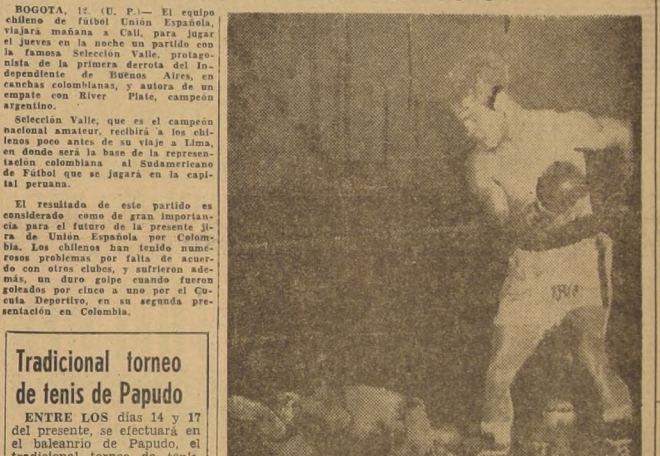 BOGOTA, 12. (U. P.)— El equipo
chileno de fútbol Unión Española,
viajará mañana a Cali, para jugar
el jueves en la noche un partido con
la famosa Selección Valle, protago-
nista de la primera derrota del In-
dependiente de Buenos Aires, en
canchas colombianas, y autora de un
empate con River Plate, campeón
argentino.
Selección Valle, que es el campeón
nacional amateur, recibirá a los chi-
lenos poco antes de su viaje a Lima,
en donde será la base de la represen-
tación colombiana al Sudamericano
de Fútbol que se jugará en la capi-
tal peruana.
El resultado de este partido es
considerado como de gran importan-
cia para el futuro de la presente ji-
ra de Unión Española por Colom-
bia. Los chilenos han tenido nume-
rosos problemas por falta de acuer-
do con otros clubes, y sufrieron ade-
más, un duro golpe cuando fueron
goleados por cinco a uno por el Cu-
cuta Deportivo, en su segunda pre-
sentación en Colombia.
Tradicional torneo
de tenis de Papudo
ENTRE LOS días 14 y 17
del presente, se efectuará en
el baleanrio de Papudo, el
tradicional torneo de tenis